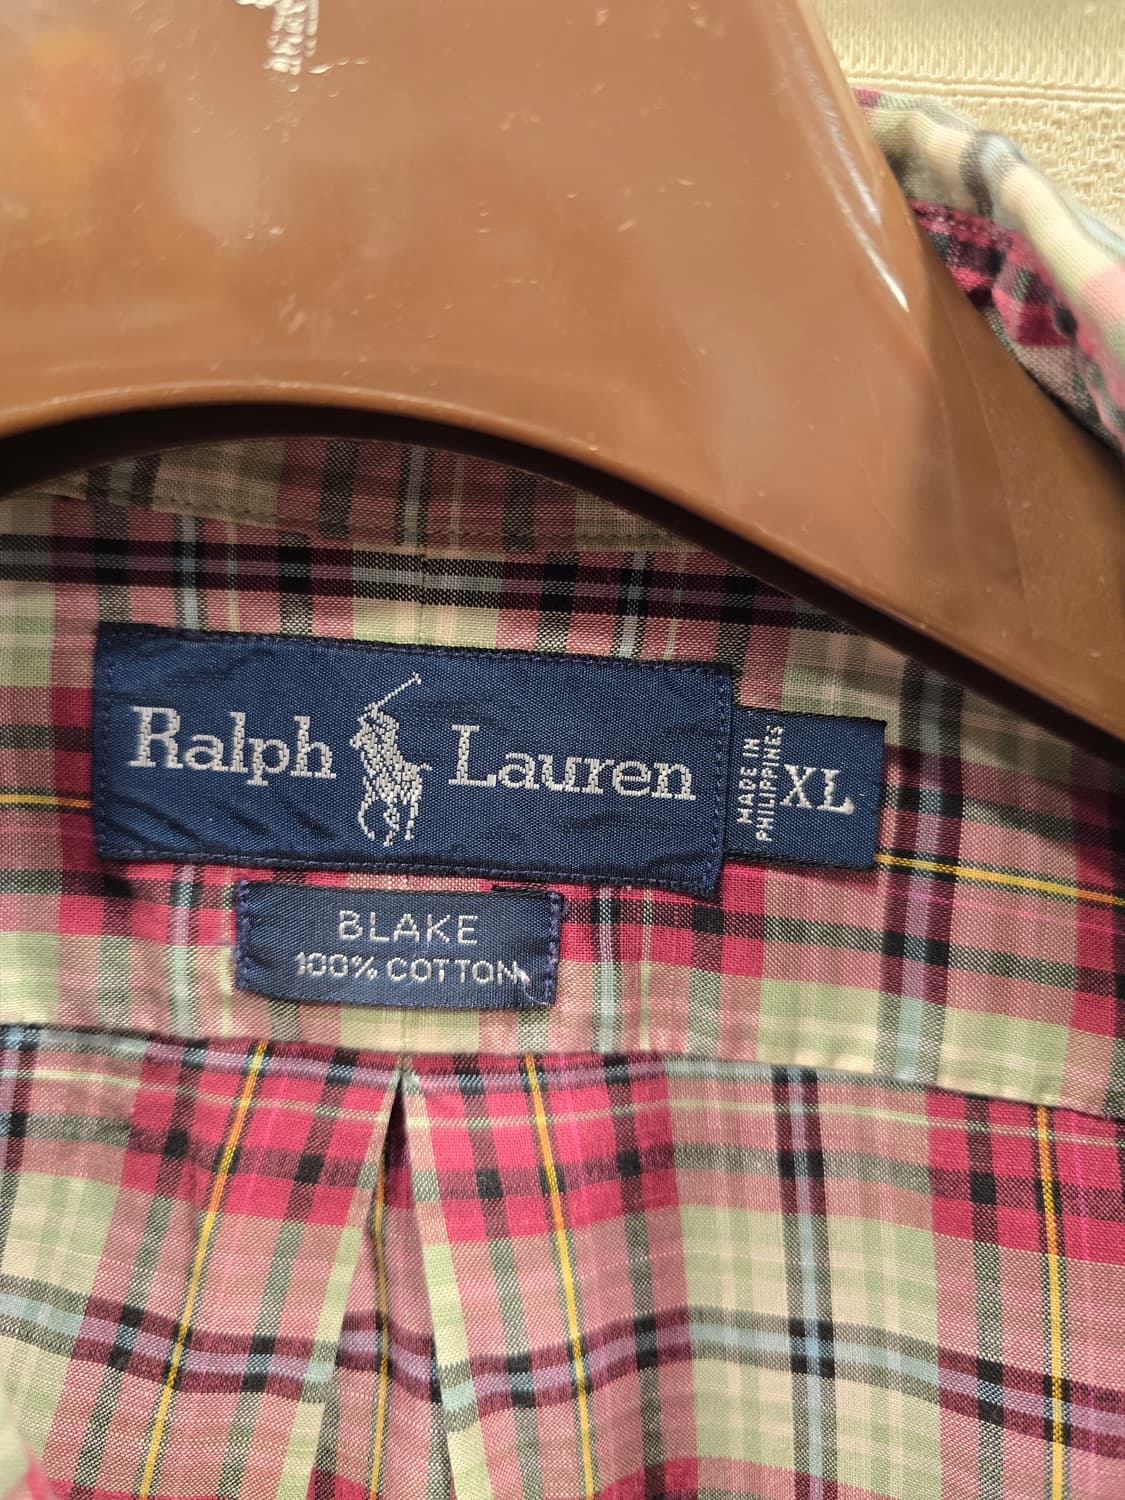 Ralph Lauren
MADE IN
PHILIPPINES
XL
BLAKE
100% COTTON